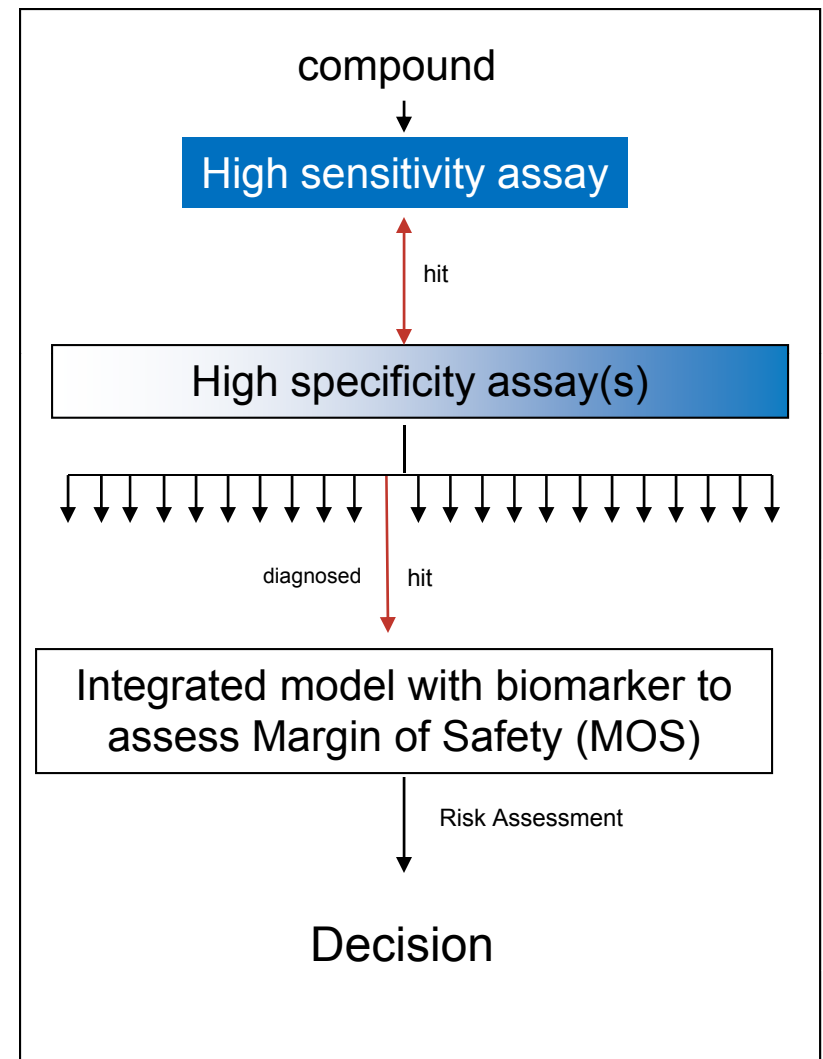 compound
High sensitivity assay
hit
High specificity assay(s)
diagnosed hit
Integrated model with biomarker to
assess Margin of Safety (MOS)
Risk Assessment
Decision